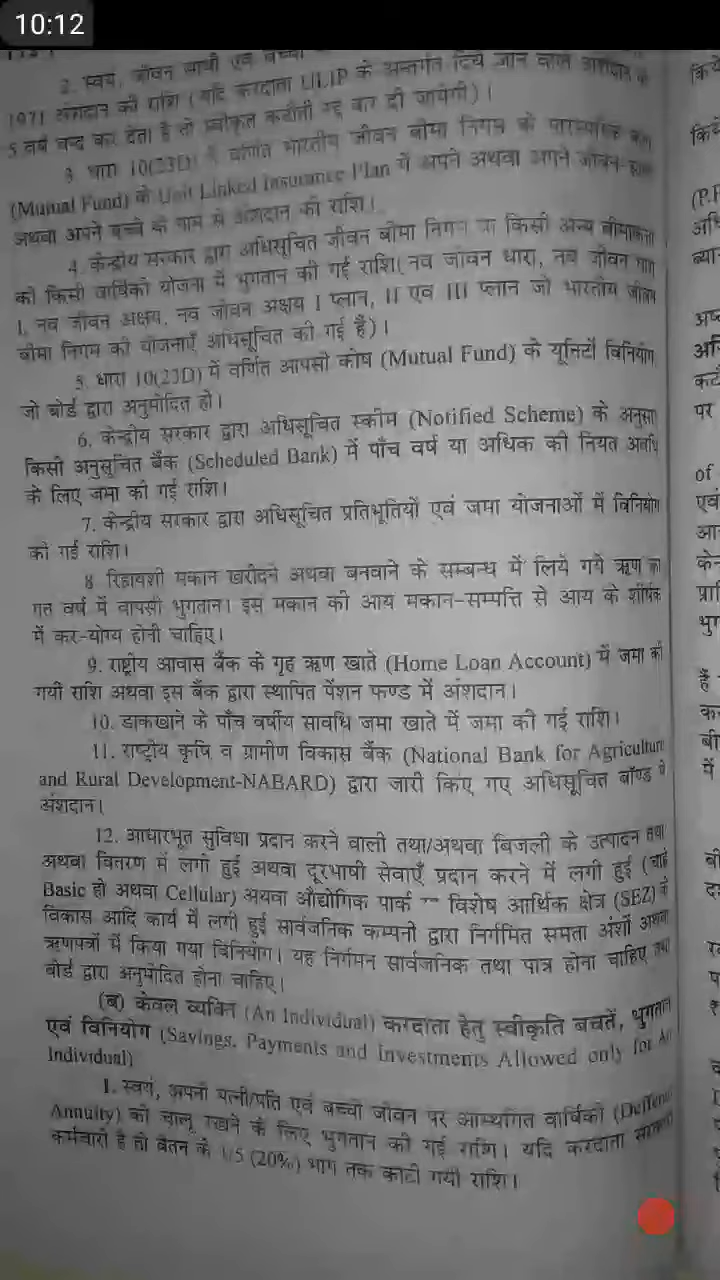 10:12
2. स्वयं, जीवन साथी एवं बच्चों
1971 अंशदान की राशि (यदि करदाता ULIP के अन्तर्गत दिये जाने वाले अंशदान को
5 वर्ष बन्द कर देता है तो स्वीकृत कटौती रद्द कर दी जायेगी)।
3. धारा 10(23D) में वर्णित भारतीय जीवन बीमा निगम के पारस्परिक
(Mutual Fund) के Unit Linked Insurance Plan में अपने अथवा अपने जीवन-साथी
अथवा अपने बच्चे के नाम में अंशदान की राशि।
4. केन्द्रीय सरकार द्वारा अधिसूचित जीवन बीमा निगम या किसी अन्य बीमाकर्ता
की किसी वार्षिकी योजना में भुगतान की गई राशि( नव जीवन धारा, नव जीवन धारा
I, नव जीवन अक्षय, नव जीवन अक्षय I प्लान, II एवं III प्लान जो भारतीय जीवन
बीमा निगम की योजनाएँ अधिसूचित की गई हैं)।
5. धारा 10(23D) में वर्णित आपसी कोष (Mutual Fund) के यूनिटों विनियोग
जो बोर्ड द्वारा अनुमोदित हो।
6. केन्द्रीय सरकार द्वारा अधिसूचित स्कीम (Notified Scheme) के अनुसार
किसी अनुसूचित बैंक (Scheduled Bank) में पाँच वर्ष या अधिक की नियत अवधि
के लिए जमा की गई राशि।
7. केन्द्रीय सरकार द्वारा अधिसूचित प्रतिभूतियों एवं जमा योजनाओं में विनियोग
की गई राशि।
8 रिहायशी मकान खरीदने अथवा बनवाने के सम्बन्ध में लिये गये ऋण का
गत वर्ष में वापसी भुगतान। इस मकान की आय मकान-सम्पत्ति से आय के शीर्षक
में कर-योग्य होनी चाहिए।
9. राष्ट्रीय आवास बैंक के गृह ऋण खाते (Home Loan Account) में जमा की
गयी राशि अथवा इस बैंक द्वारा स्थापित पेंशन फण्ड में अंशदान।
10. डाकखाने के पाँच वर्षीय सावधि जमा खाते में जमा की गई राशि।
11. राष्ट्रीय कृषि व ग्रामीण विकास बैंक (National Bank for Agriculture
and Rural Development-NABARD) द्वारा जारी किए गए अधिसूचित बॉण्ड में
अंशदान।
12. आधारभूत सुविधा प्रदान करने वाली तथा/अथवा बिजली के उत्पादन तथा
अथवा वितरण में लगी हुई अथवा दूरभाषी सेवाएँ प्रदान करने में लगी हुई (चाहे
Basic हो अथवा Cellular) अथवा औद्योगिक पार्क विशेष आर्थिक क्षेत्र (SEZ) के
विकास आदि कार्य में लगी हुई सार्वजनिक कम्पनी द्वारा निर्गमित समता अंशों अथवा
ऋणपत्रों में किया गया विनियोग। यह निर्गमन सार्वजनिक तथा पात्र होना चाहिए तथा
बोर्ड द्वारा अनुमोदित होना चाहिए।
(ब) केवल व्यक्ति (An Individual) करदाता हेतु स्वीकृति बचतें, भुगतान
एवं विनियोग (Savings, Payments and Investments Allowed only for An
Individual)
1. स्वयं, अपनी पत्नी/पति एवं बच्चों जीवन पर आस्थगित वार्षिकी (Deffered
Annuity) को चालू रखने के लिए भुगतान की गई राशि। यदि करदाता सरकारी
कर्मचारी है तो वेतन के 1/5 (20%) भाग तक काटी गयी राशि।